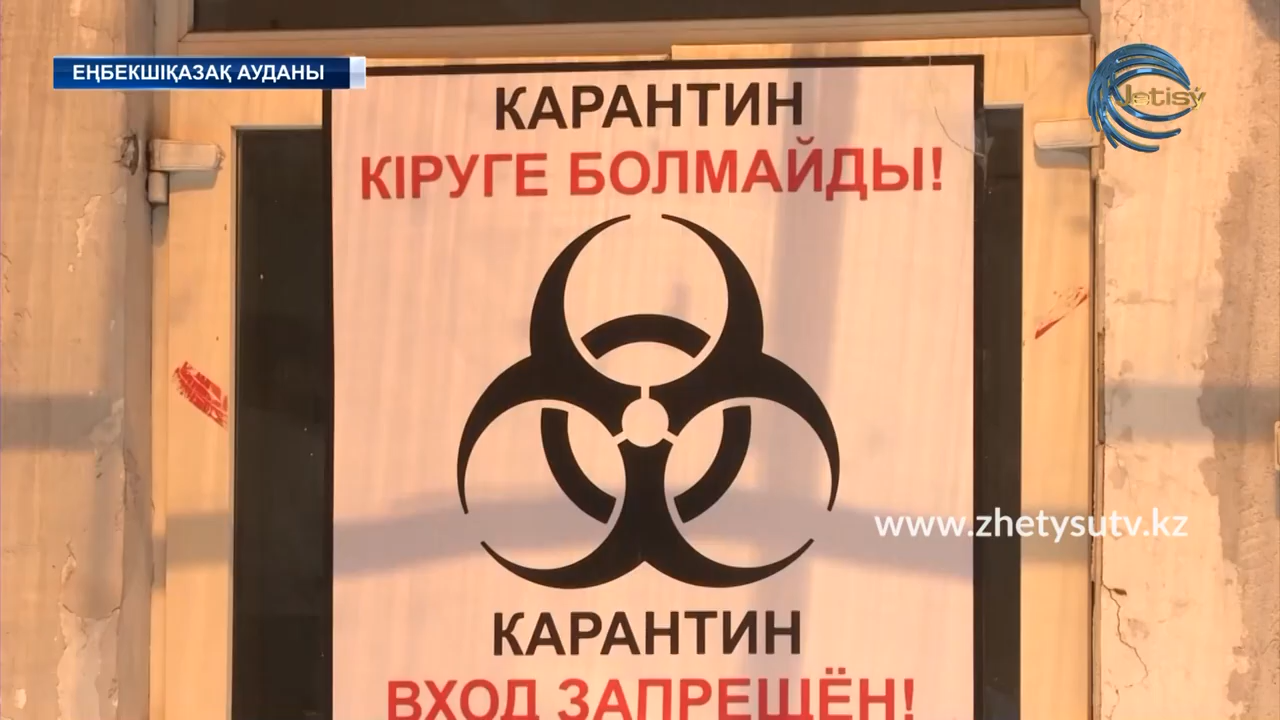 ЕҢБЕКШІҚАЗАҚ АУДАНЫ
Jetisý
КАРАНТИН
КІРУГЕ БОЛМАЙДЫ!
www.zhetysutv.kz
КАРАНТИН
ВХОД ЗАПРЕЩЁН!